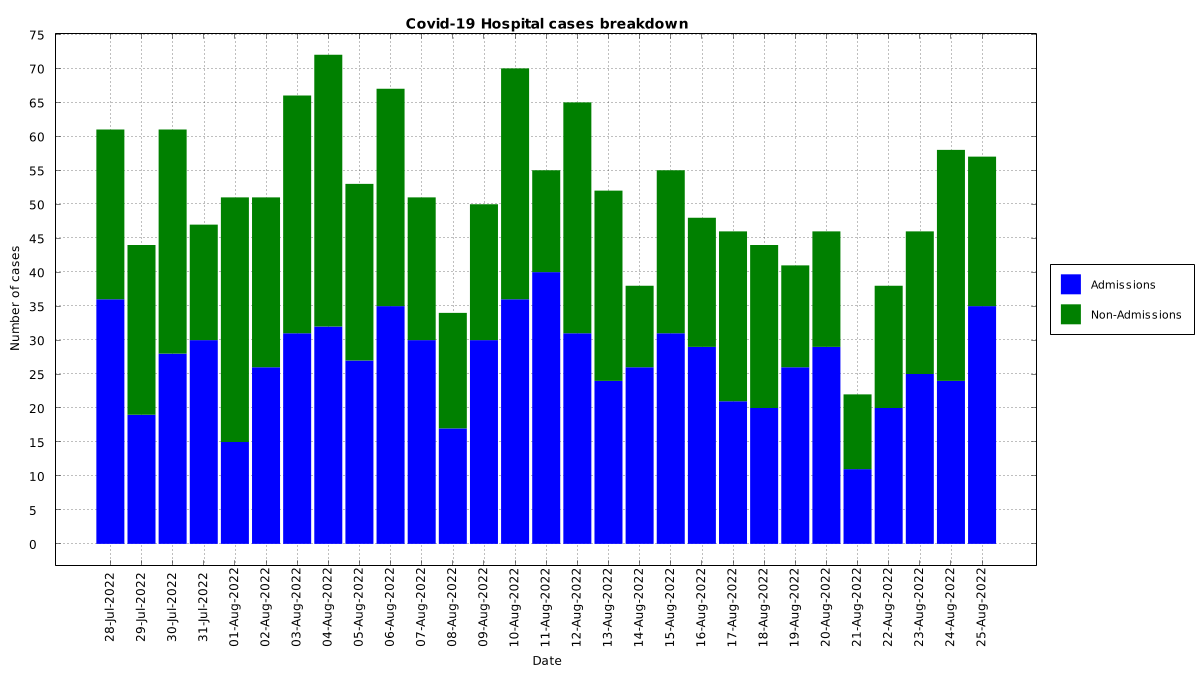 Covid-19 Hospital cases breakdown
75
70
65
60
55
50
45
40
35
30
25
20
15
10
5
0
Number of cases
28-Jul-2022
29-Jul-2022
30-Jul-2022
31-Jul-2022
01-Aug-2022
02-Aug-2022
03-Aug-2022
04-Aug-2022
05-Aug-2022
06-Aug-2022
07-Aug-2022
08-Aug-2022
09-Aug-2022
10-Aug-2022
11-Aug-2022
12-Aug-2022
13-Aug-2022
14-Aug-2022
15-Aug-2022
16-Aug-2022
17-Aug-2022
18-Aug-2022
19-Aug-2022
20-Aug-2022
21-Aug-2022
22-Aug-2022
23-Aug-2022
24-Aug-2022
25-Aug-2022
Date
Admissions
Non-Admissions